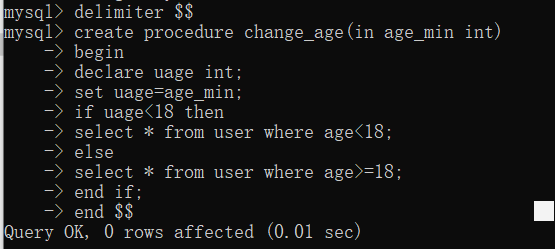 mysql> delimiter $$
mysql> create procedure change_age(in age_min int)
    -> begin
    -> declare uage int;
    -> set uage=age_min;
    -> if uage<18 then
    -> select * from user where age<18;
    -> else
    -> select * from user where age>=18;
    -> end if;
    -> end $$
Query OK, 0 rows affected (0.01 sec)